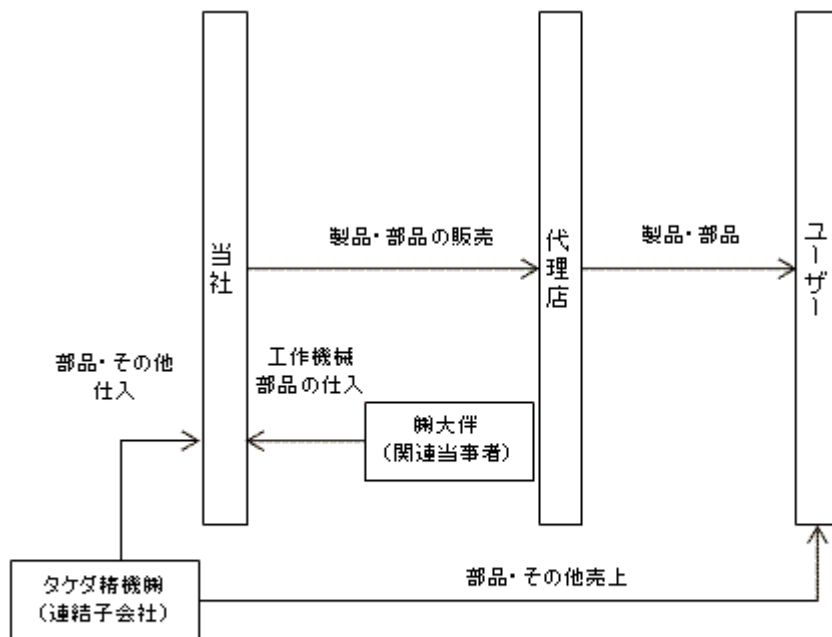 当社
製品・部品の販売
代理店
製品・部品
ユーザー
部品・その他
仕入
工作機械
部品の仕入
㈱大伴
（関連当事者）
タケダ精機㈱
（連結子会社）
部品・その他売上